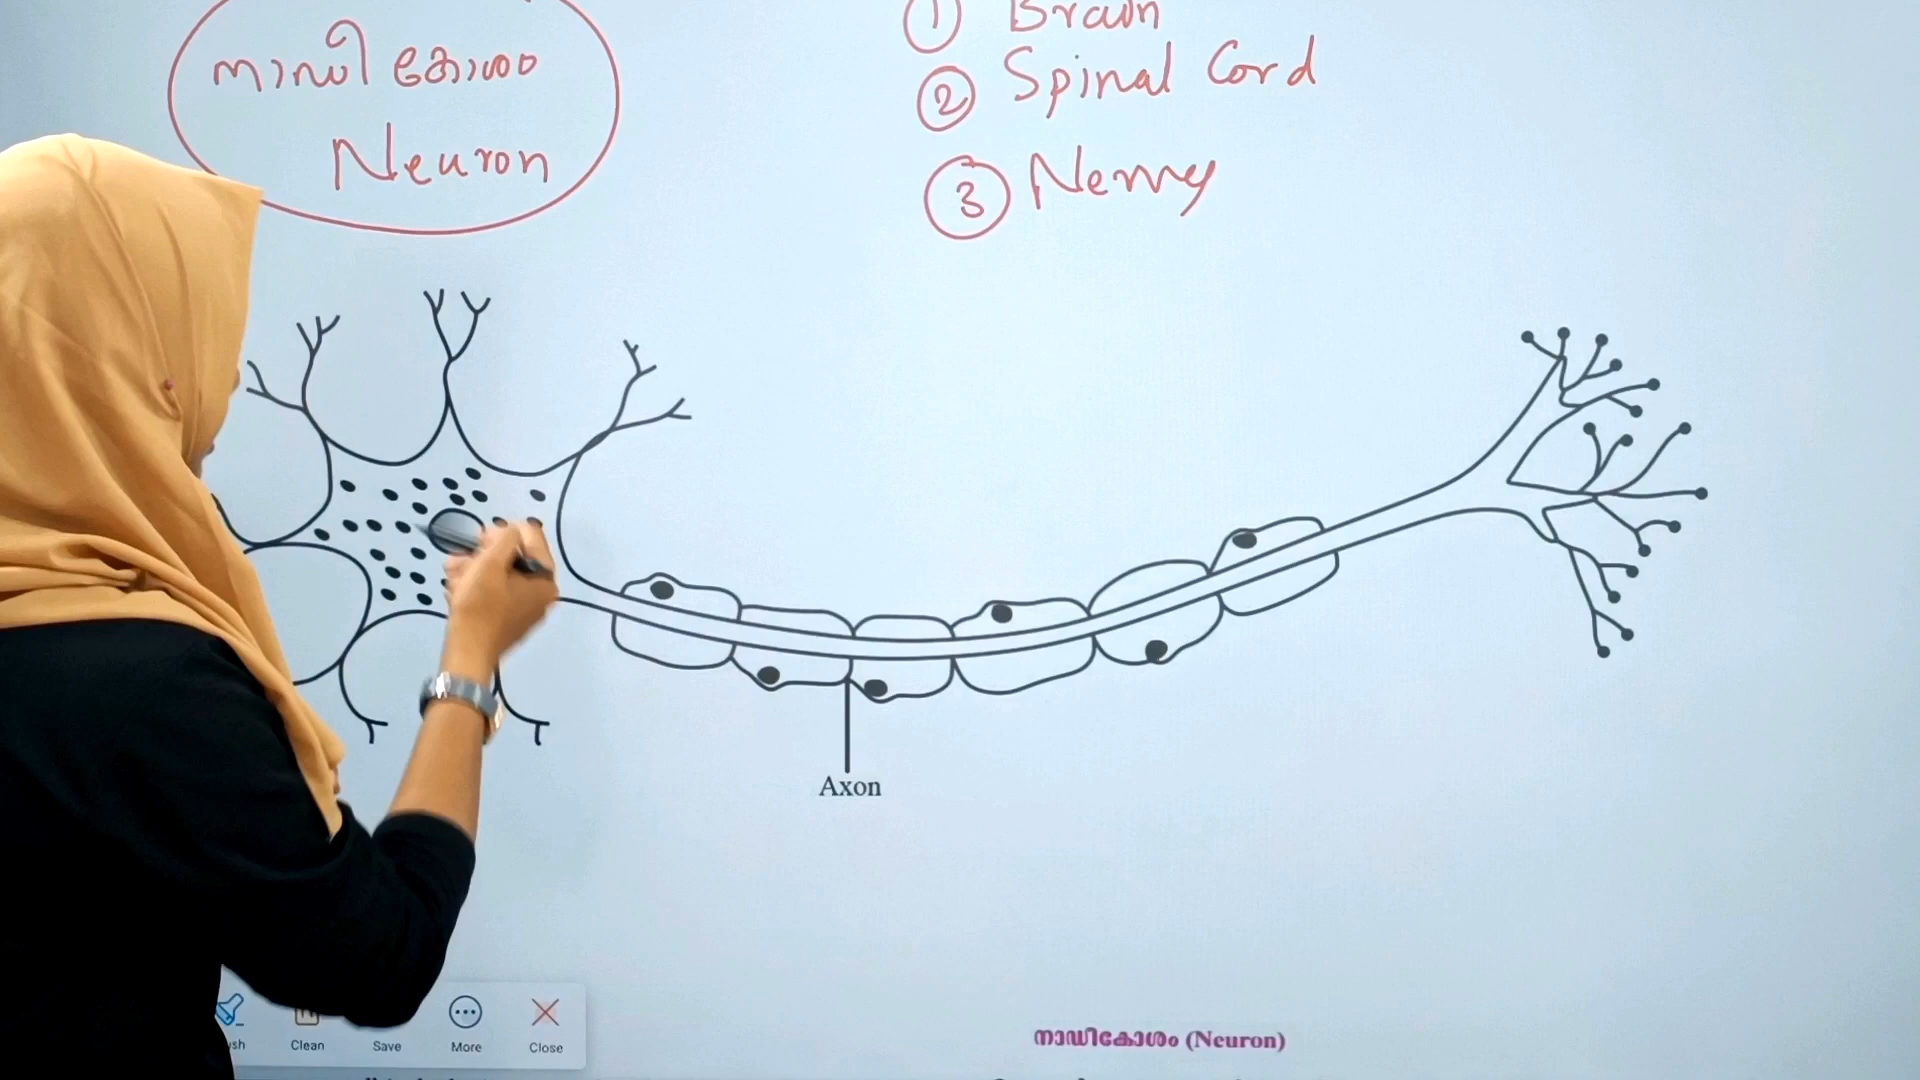 നാഡീ കോശം
Neuron
① Brain
② Spinal Cord
③ Nerve
Axon
Clean
Save
More
Close
നാഡീകോശം (Neuron)